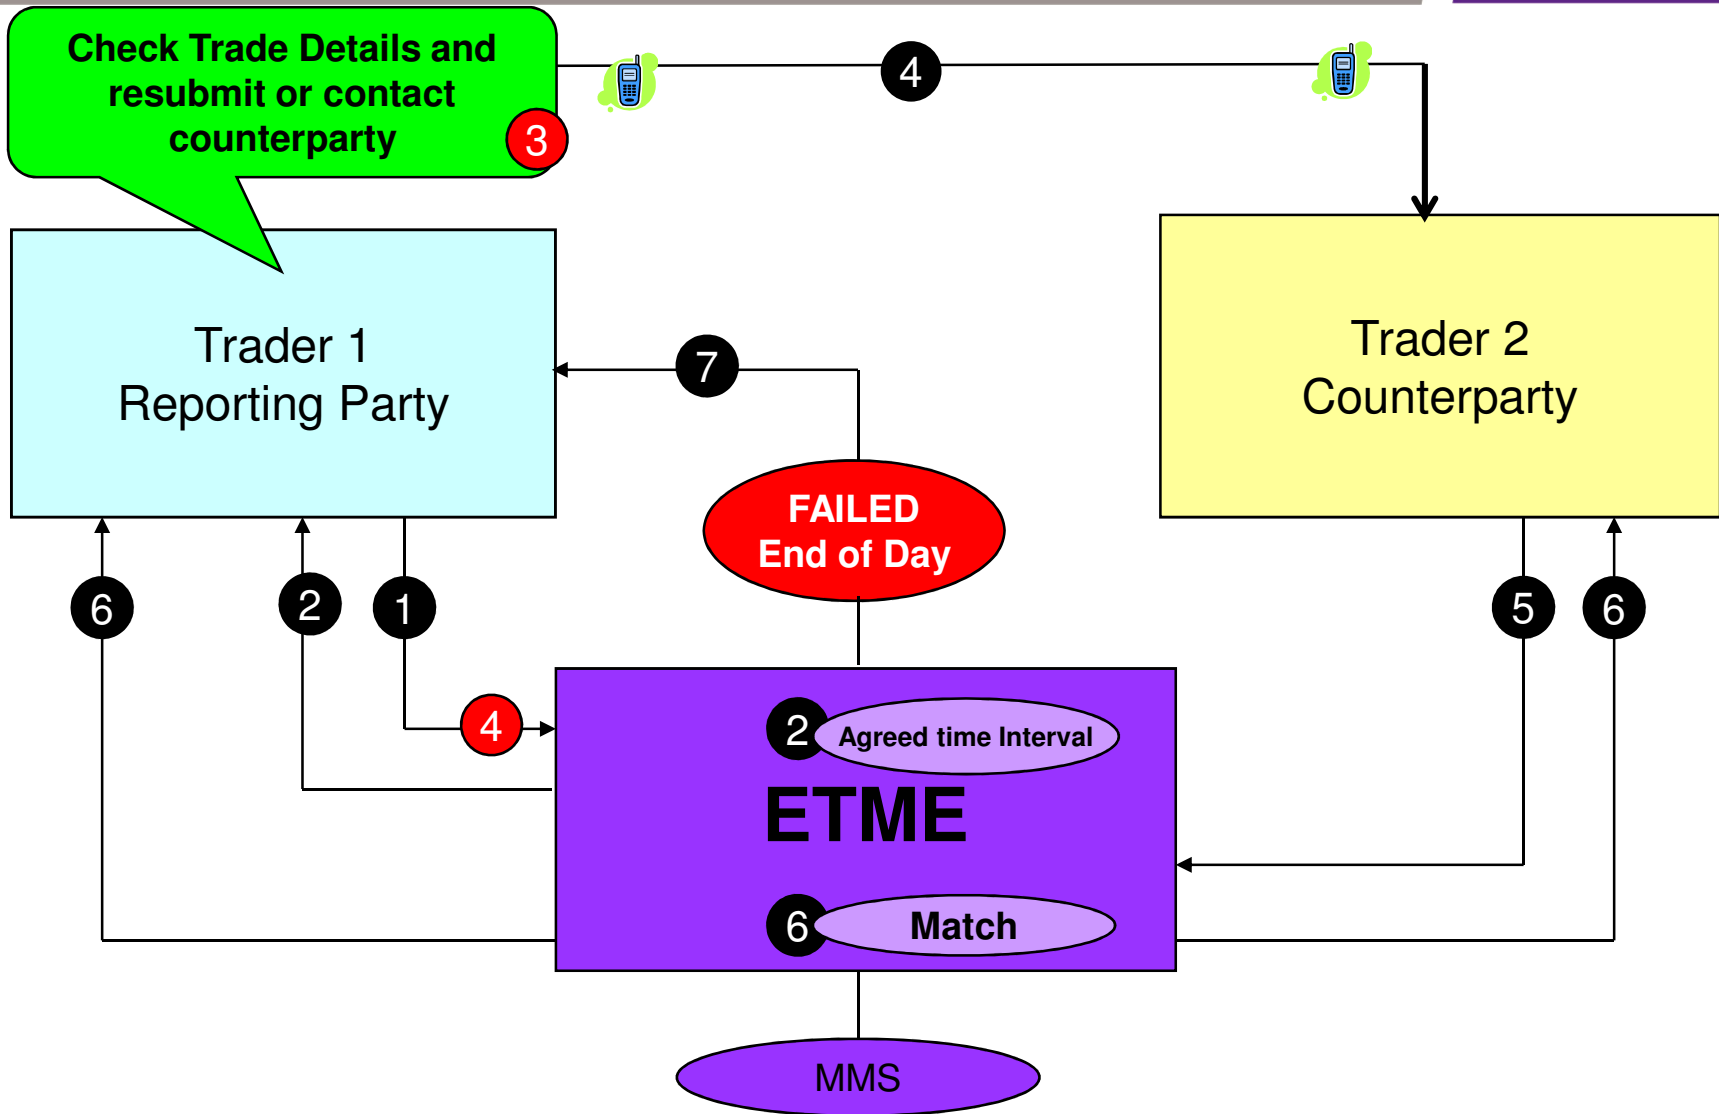 Check Trade Details and
resubmit or contact
counterparty
3
4
Trader 1
Reporting Party
7
Trader 2
Counterparty
FAILED
End of Day
6
2
1
5
6
4
2
Agreed time Interval
ETME
6
Match
MMS